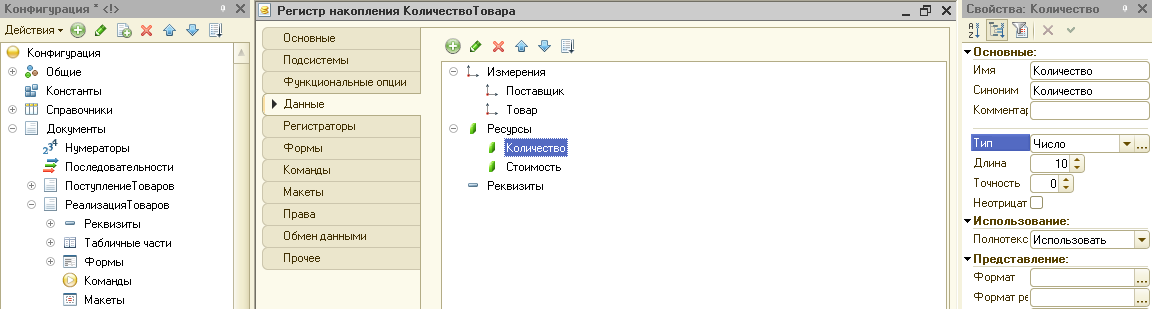 Конфигурация * <!>
Действия
Конфигурация
Общие
Константы
Справочники
Документы
Нумераторы
Последовательности
ПоступлениеТоваров
РеализацияТоваров
Реквизиты
Табличные части
Формы
Команды
Макеты
Регистр накопления КоличествоТовара
Основные
Подсистемы
Функциональные опции
Данные
Регистраторы
Формы
Команды
Макеты
Права
Обмен данными
Прочее
Измерения
Поставщик
Товар
Ресурсы
Количество
Стоимость
Реквизиты
Свойства: Количество
Основные:
Имя Количество
Синоним Количество
Комментар
Тип Число
Длина 10
Точность 0
Неотрицат
Использование:
Полнотекс Использовать
Представление:
Формат
Формат ре